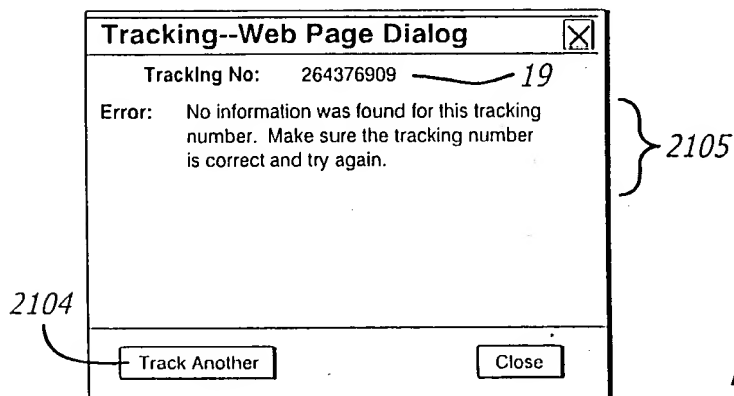 Tracking--Web Page Dialog
Tracking No: 264376909 19
Error: No information was found for this tracking
number. Make sure the tracking number
is correct and try again.
2105
2104
Track Another Close